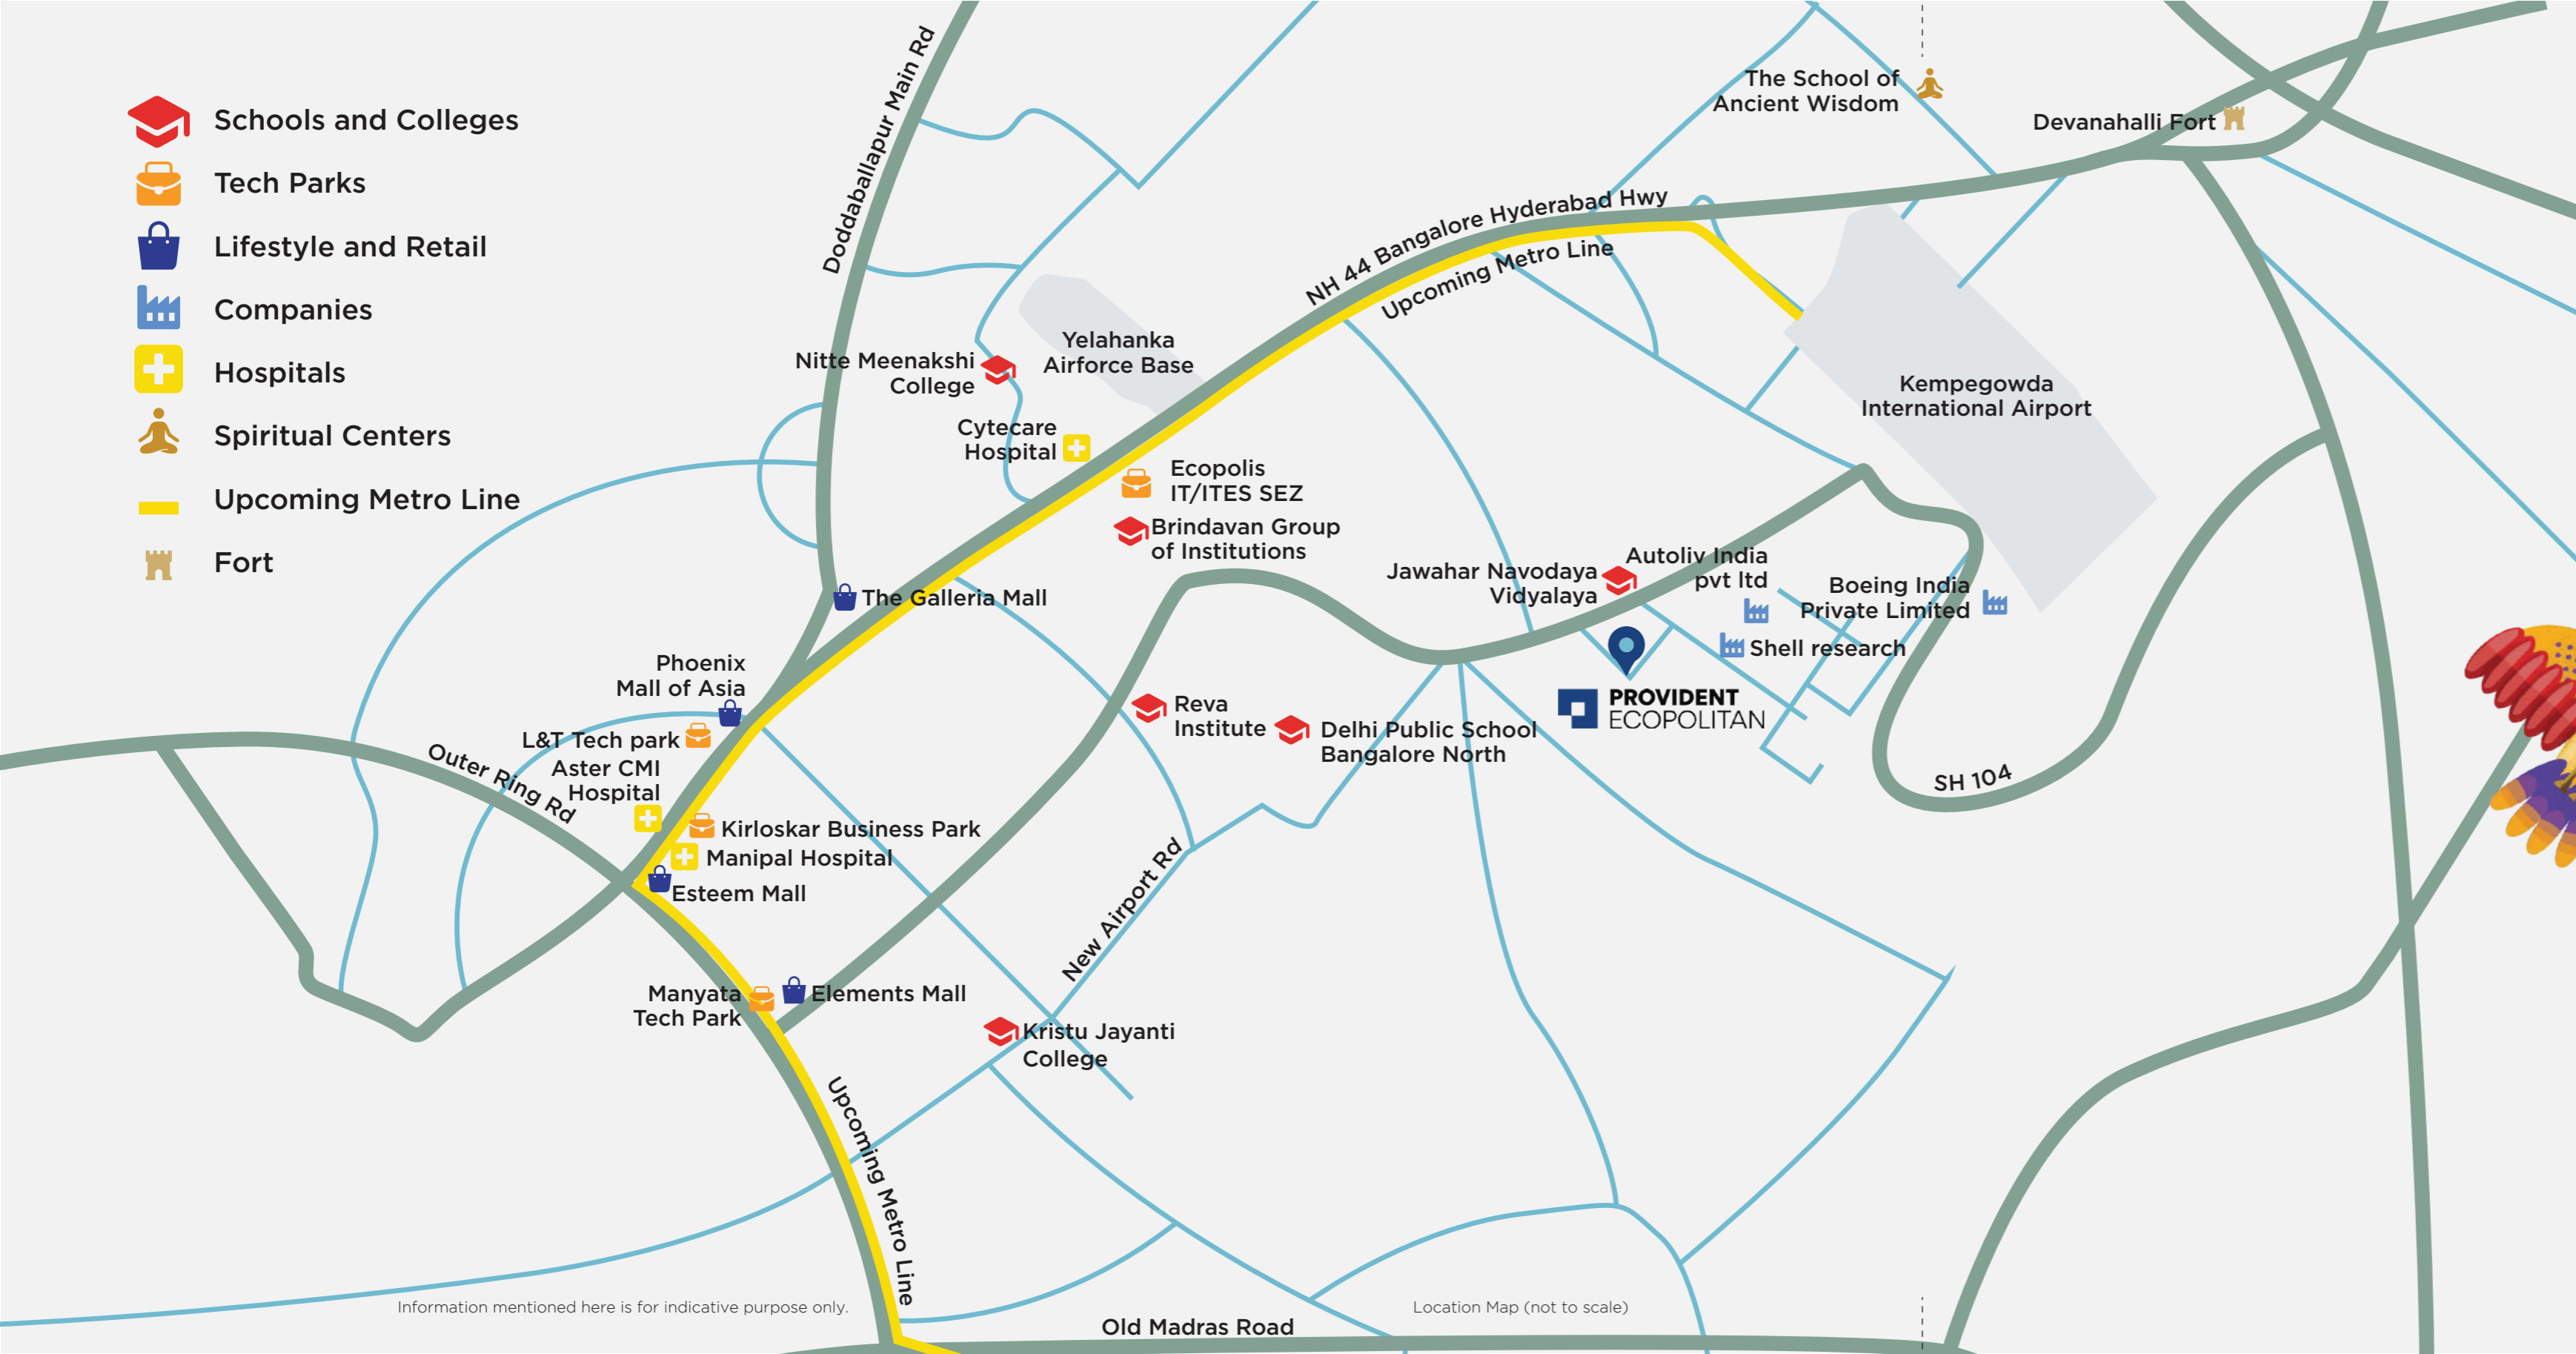 Schools and Colleges
Tech Parks
Lifestyle and Retail
Companies
Hospitals
Spiritual Centers
Upcoming Metro Line
Fort
Doddaballapur Main Rd
The School of
Ancient Wisdom
Devanahalli Fort
NH 44 Bangalore Hyderabad Hwy
Upcoming Metro Line
Yelahanka
Airforce Base
Nitte Meenakshi
College
Kempegowda
International Airport
Cytecare
Hospital
Ecopolis
IT/ITES SEZ
Brindavan Group
of Institutions
Jawahar Navodaya
Vidyalaya
Autoliv India
pvt ltd
Boeing India
Private Limited
Shell research
The Galleria Mall
Phoenix
Mall of Asia
PROVIDENT
ECOPOLITAN
Reva
Institute
Delhi Public School
Bangalore North
L&T Tech park
Outer Ring Rd
Aster CMI
Hospital
SH 104
Kirloskar Business Park
Manipal Hospital
Esteem Mall
New Airport Rd
Manyata
Tech Park
Elements Mall
Kristu Jayanti
College
Upcoming Metro Line
Information mentioned here is for indicative purpose only.
Location Map (not to scale)
Old Madras Road